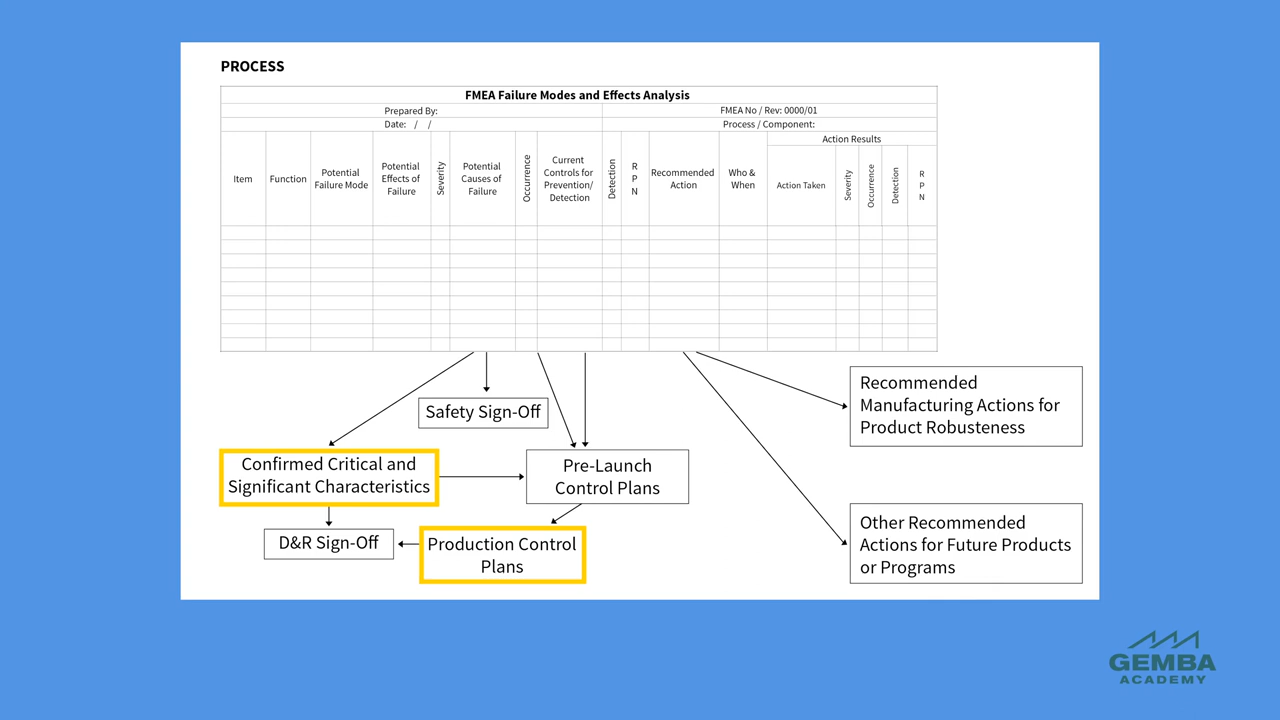 PROCESS
FMEA Failure Modes and Effects Analysis
Prepared By:
FMEA No / Rev: 0000/01
Date: / /
Process / Component:
Action Results
Item
Function
Potential
Failure Mode
Potential
Effects of
Failure
Severity
Potential
Causes of
Failure
Occurrence
Current
Controls for
Prevention/
Detection
Detection
R
P
N
Recommended
Action
Who &
When
Action Taken
Severity
Occurrence
Detection
R
P
N
Safety Sign-Off
Recommended
Manufacturing Actions for
Product Robusteness
Confirmed Critical and
Significant Characteristics
Pre-Launch
Control Plans
D&R Sign-Off
Production Control
Plans
Other Recommended
Actions for Future Products
or Programs
GEMBA
ACADEMY